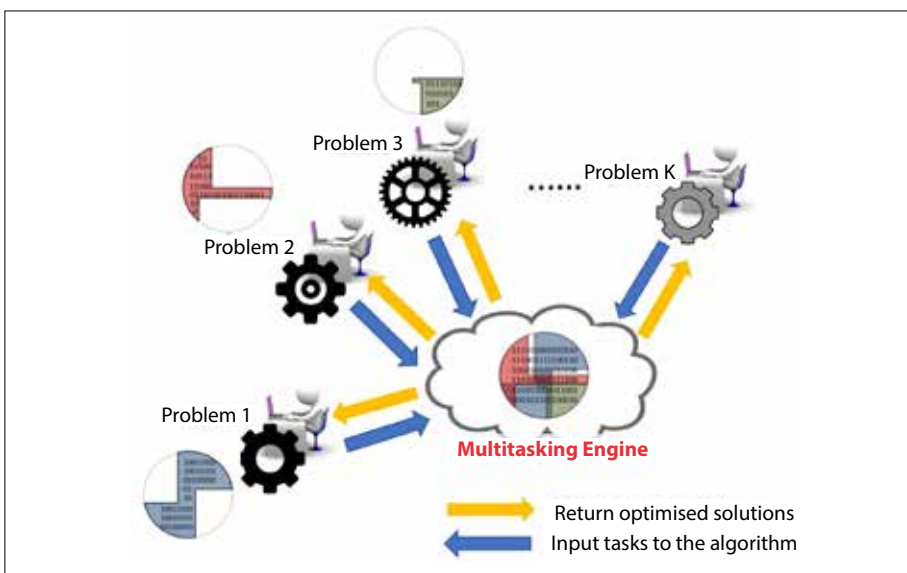 Problem 3
Problem K
Problem 2
Problem 1
Multitasking Engine
Return optimised solutions
Input tasks to the algorithm